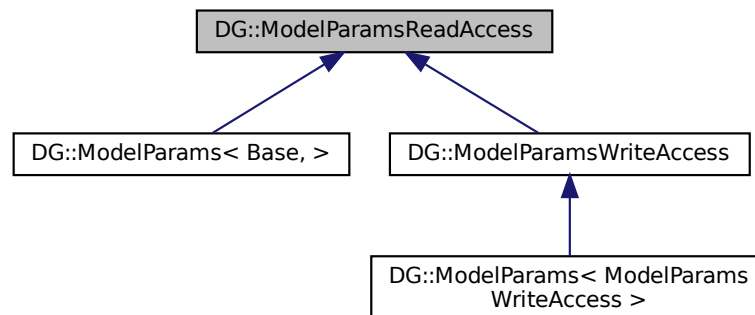 DG::ModelParamsReadAccess
DG::ModelParams< Base, >
DG::ModelParamsWriteAccess
DG::ModelParams< ModelParams
WriteAccess >